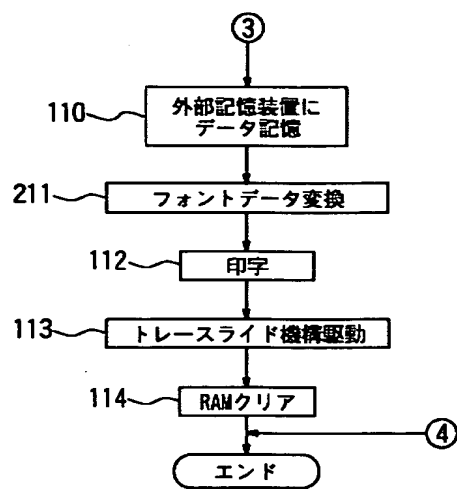 ③
110
外部記憶装置に
データ記憶
211
フォントデータ変換
112
印字
113
トレースライド機構駆動
114
RAMクリア
④
エンド